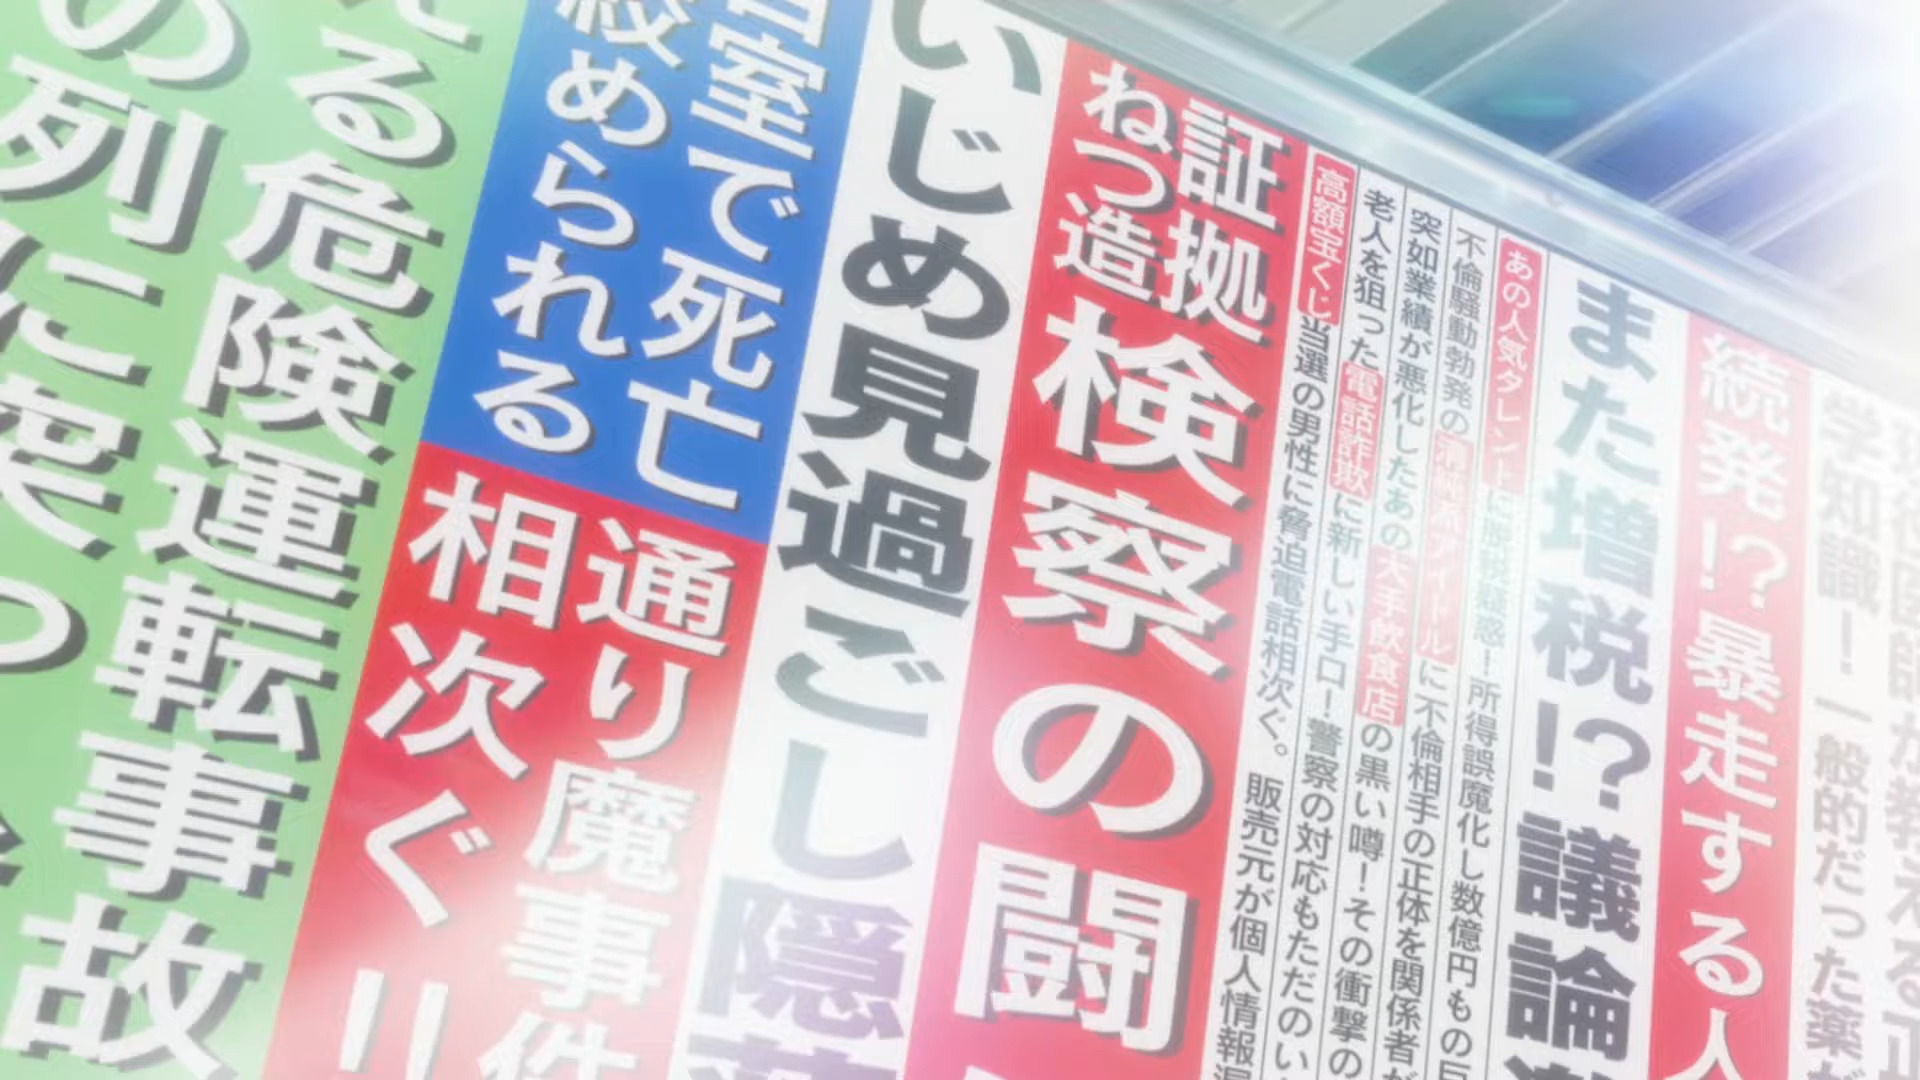 学知識！一般的だった薬
続発!?暴走する人
また増税!?議論
あの人気タレントに脱税疑惑！所得誤魔化し数億円もの
不倫騒動勃発の清純系アイドルに不倫相手の正体を関係者が
突如業績が悪化したあの大手飲食店の黒い噂！その衝撃の
老人を狙った電話詐欺に新しい手口！警察の対応もただのい
高額宝くじ当選の男性に脅迫電話相次ぐ。販売元が個人情報漏
証拠
ねつ造
検察の闘
いじめ見過ごし隠
室で死亡
絞められる
通り魔事件
相次ぐ!!
る危険運転事故
の列に突っ